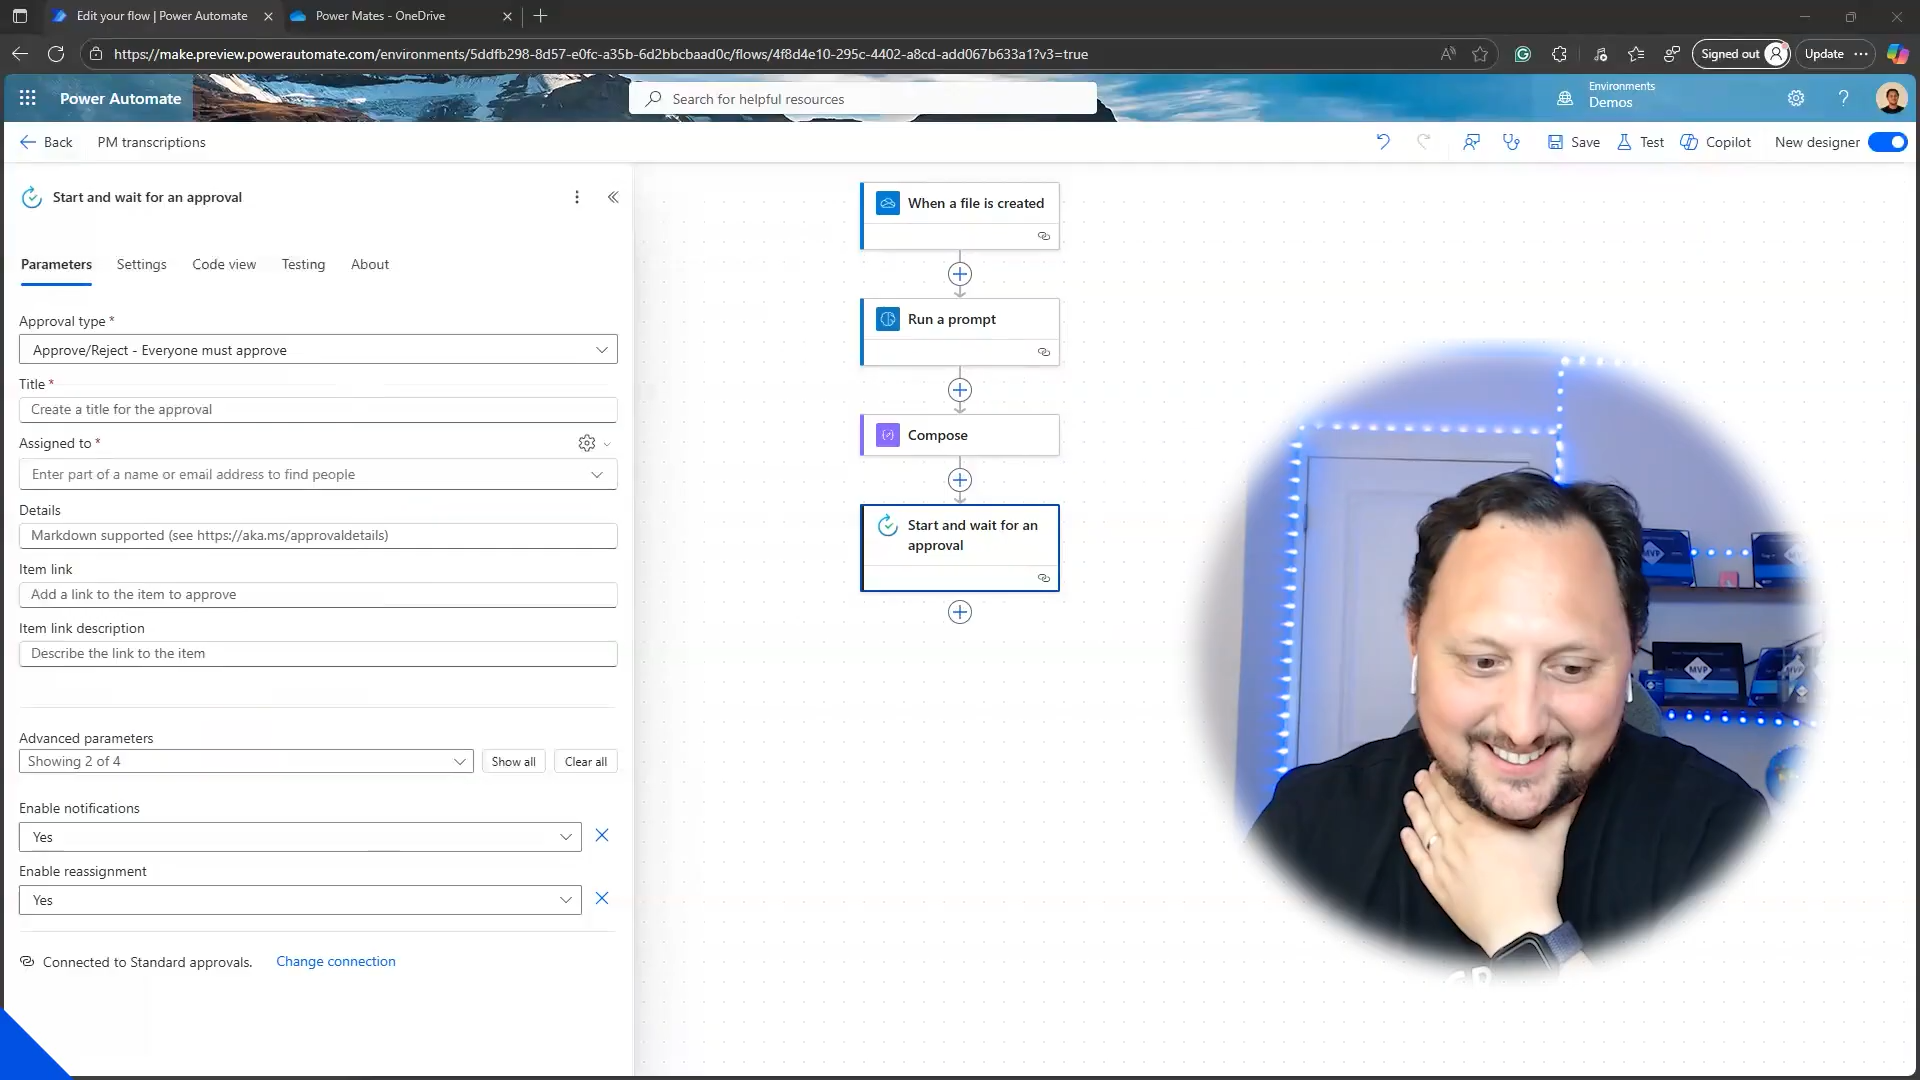 Edit your flow | Power Automate
Power Mates - OneDrive
https://make.preview.powerautomate.com/environments/5ddfb298-8d57-e0fc-a35b-6d2bbcbaad0c/flows/4f8d4e10-295c-4402-a8cd-add067b633a1?v3=true
Signed out
Update
Power Automate
Search for helpful resources
Environments
Demos
Back
PM transcriptions
Save
Test
Copilot
New designer
Start and wait for an approval
Parameters
Settings
Code view
Testing
About
Approval type *
Approve/Reject - Everyone must approve
Title *
Create a title for the approval
Assigned to *
Enter part of a name or email address to find people
Details
Markdown supported (see https://aka.ms/approvaldetails)
Item link
Add a link to the item to approve
Item link description
Describe the link to the item
Advanced parameters
Showing 2 of 4
Show all
Clear all
Enable notifications
Yes
Enable reassignment
Yes
Connected to Standard approvals.
Change connection
When a file is created
Run a prompt
Compose
Start and wait for an
approval
MVP
MVP
MVP